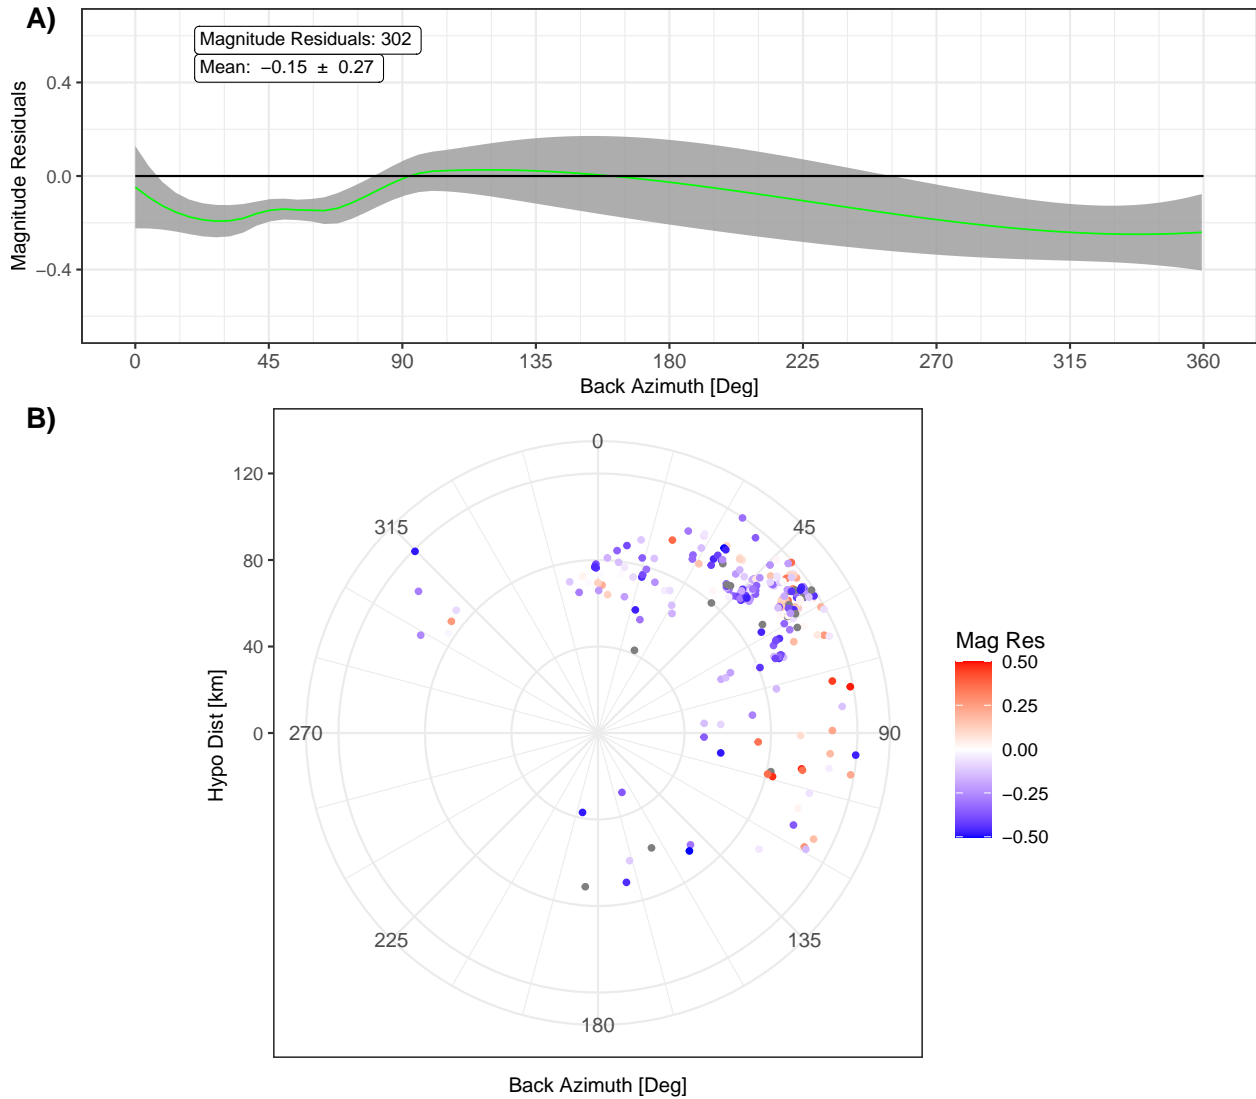 A)
Magnitude Residuals: 302
Mean: −0.15 ± 0.27
Magnitude Residuals
0.4
0.0
−0.4
0 45 90 135 180 225 270 315 360
Back Azimuth [Deg]
B)
Hypo Dist [km]
120
80
40
0
0
45
90
135
180
225
270
315
Back Azimuth [Deg]
Mag Res
0.50
0.25
0.00
−0.25
−0.50